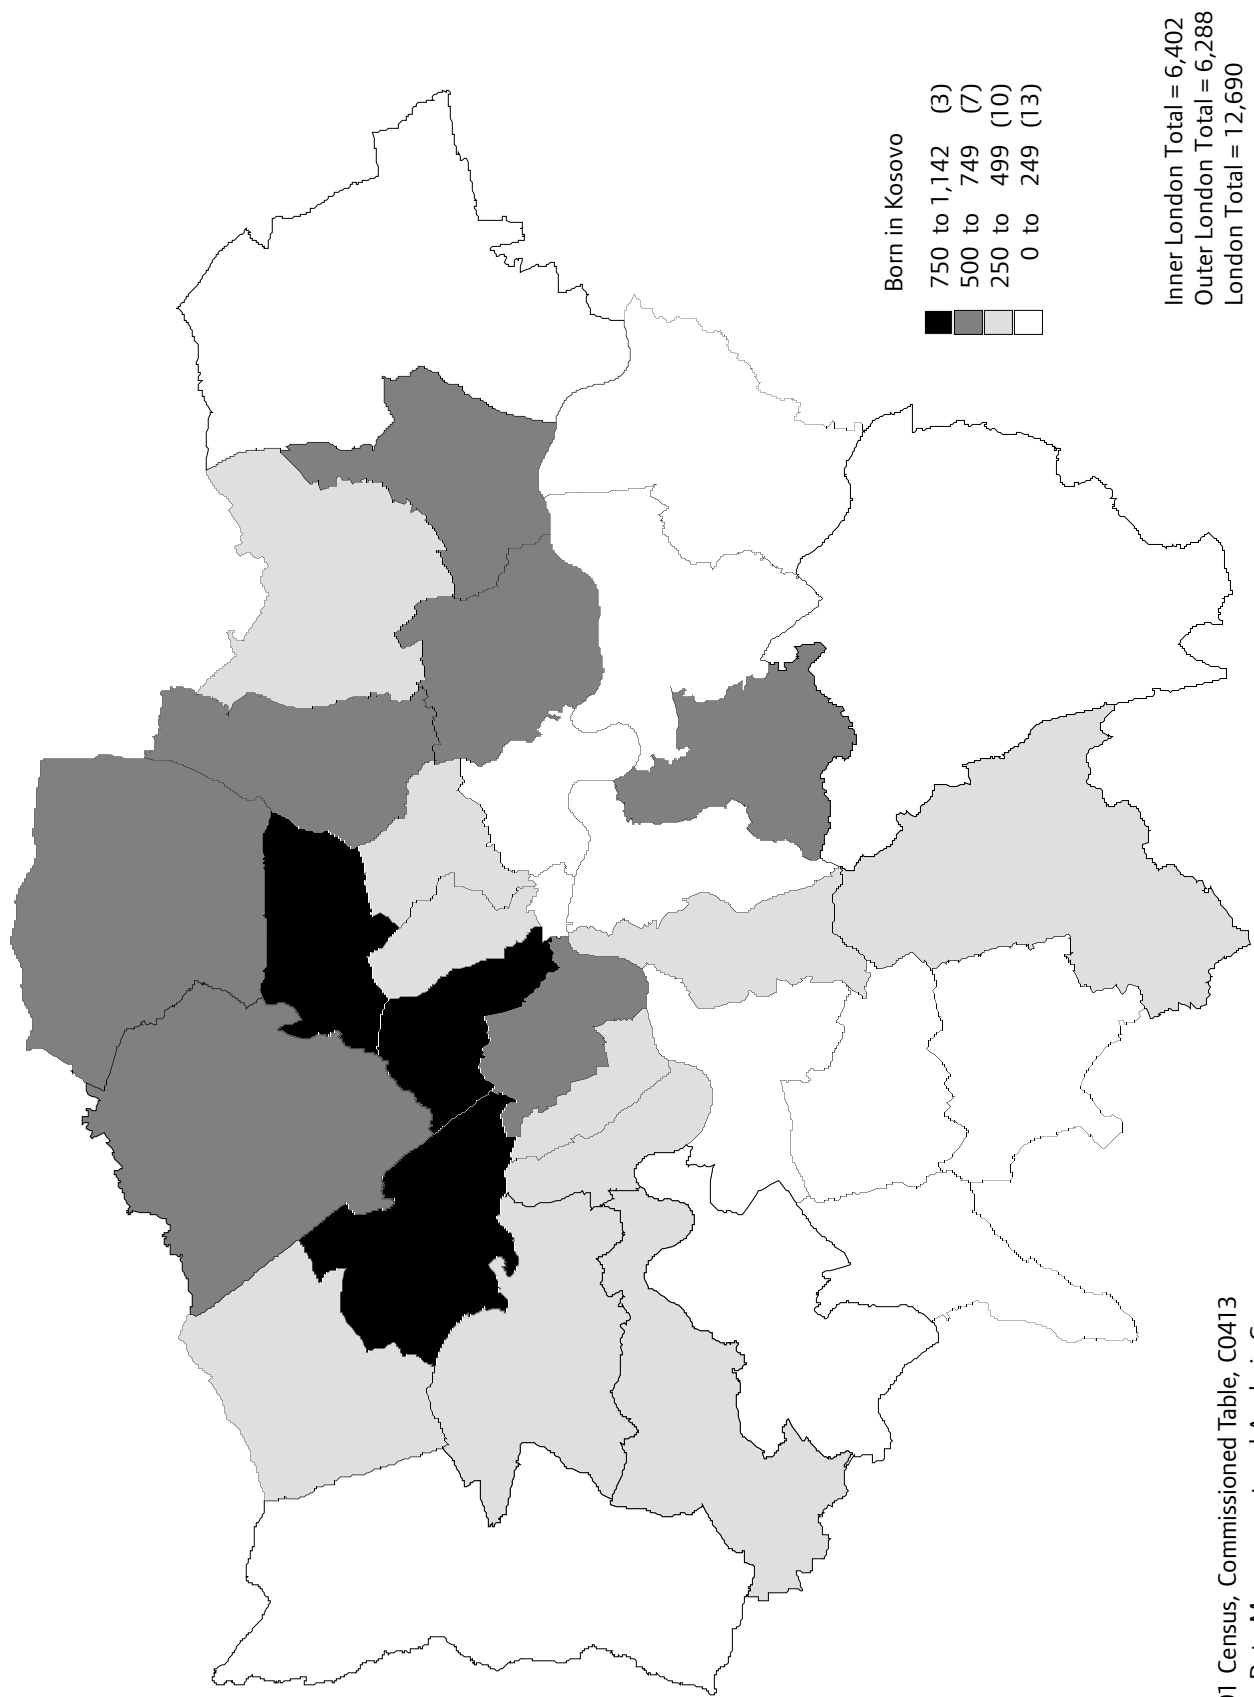 Born in Kosovo
750 to 1,142 (3)
500 to 749 (7)
250 to 499 (10)
0 to 249 (13)
Inner London Total = 6,402
Outer London Total = 6,288
London Total = 12,690
Census, Commissioned Table, C0413